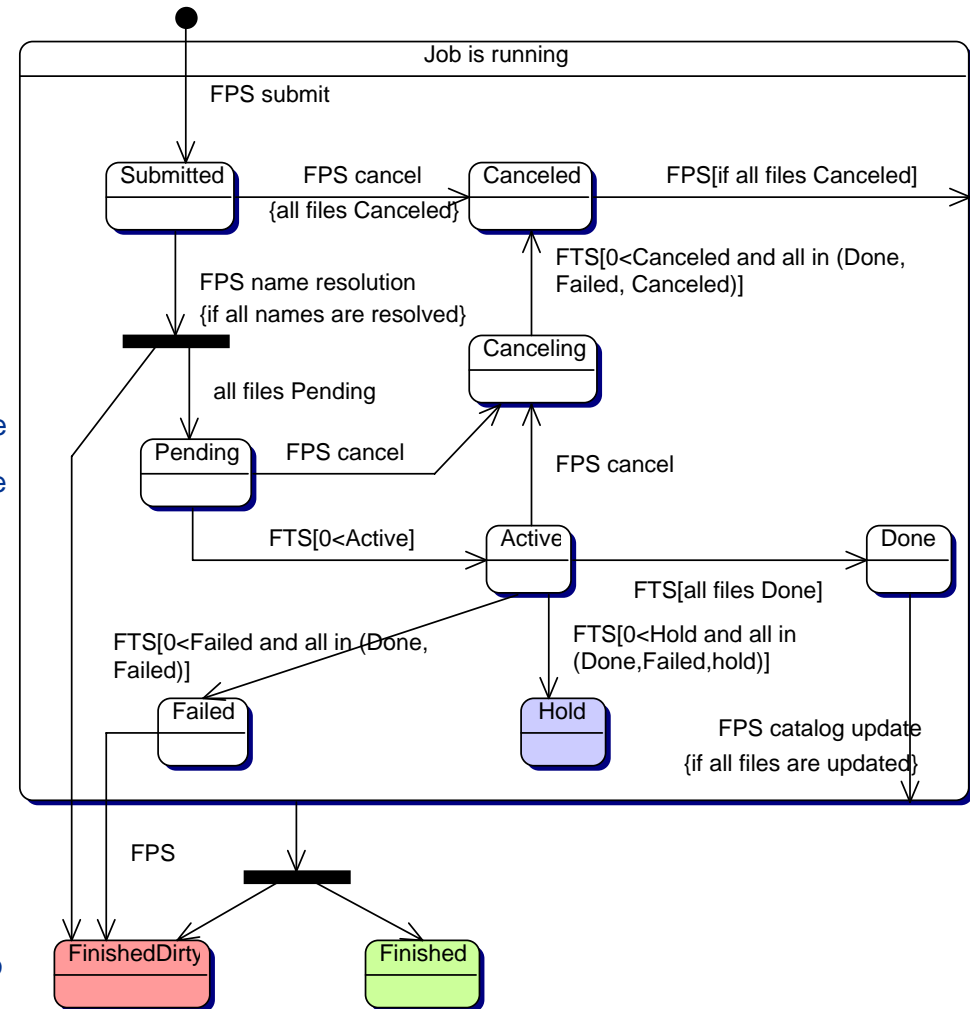 Job is running
FPS submit
Submitted
FPS cancel
{all files Canceled}
Canceled
FPS[if all files Canceled]
FPS name resolution
{if all names are resolved}
FTS[0<Canceled and all in (Done,
Failed, Canceled)]
Canceling
all files Pending
Pending
FPS cancel
FPS cancel
e
e
FTS[0<Active]
Active
Done
FTS[all files Done]
FTS[0<Failed and all in (Done,
Failed)]
FTS[0<Hold and all in
(Done,Failed,hold)]
Failed
Hold
FPS catalog update
{if all files are updated}
FPS
FinishedDirty
Finished